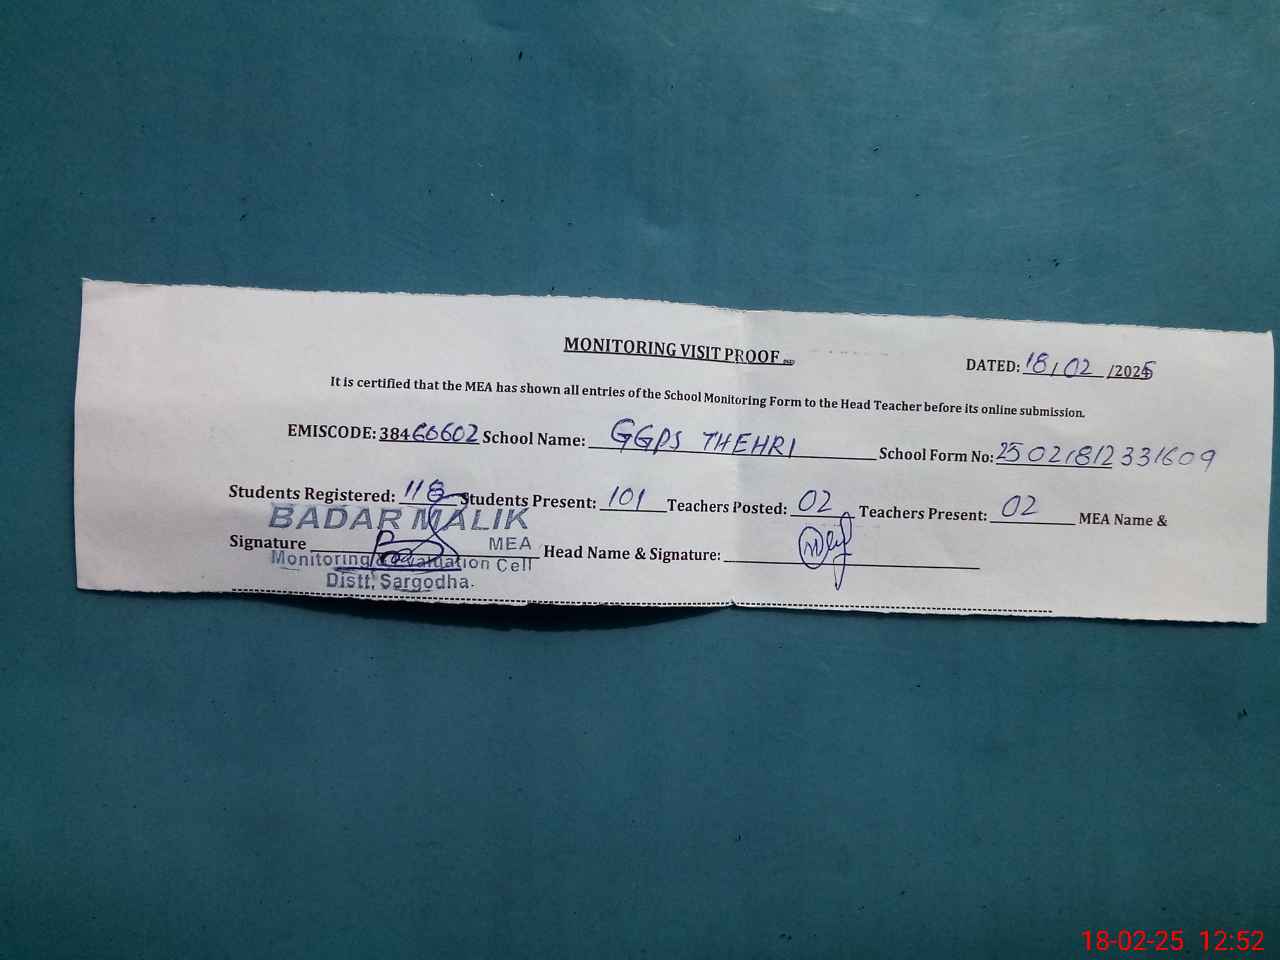 MONITORING VISIT PROOF
DATED: 18/02/2025
It is certified that the MEA has shown all entries of the School Monitoring Form to the Head Teacher before its online submission.
EMISCODE: 38460602 School Name: GGPS THEHRI School Form No: 25021812331609
Students Registered: 118 Students Present: 101 Teachers Posted: 02 Teachers Present: 02 MEA Name &
BADAR MALIK
Signature MEA Head Name & Signature:
Monitoring & Evaluation Cell
Distt, Sargodha.
18-02-25 12:52